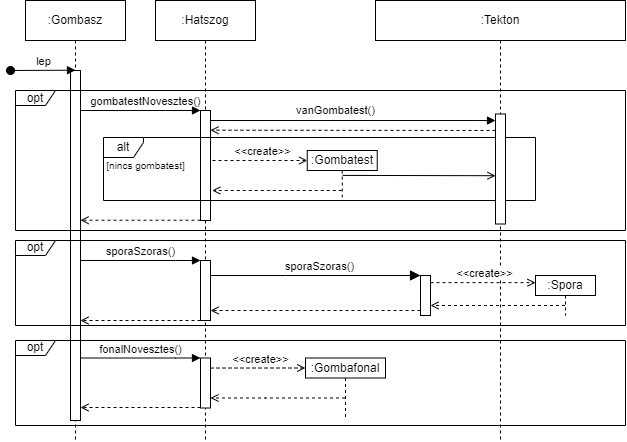 :Gombasz :Hatszog :Tekton
lep
opt
gombatestNovesztes()
vanGombatest()
alt
[nincs gombatest]
<<create>>
:Gombatest
opt
sporaSzoras()
sporaSzoras()
<<create>>
:Spora
opt
fonalNovesztes()
<<create>>
:Gombafonal